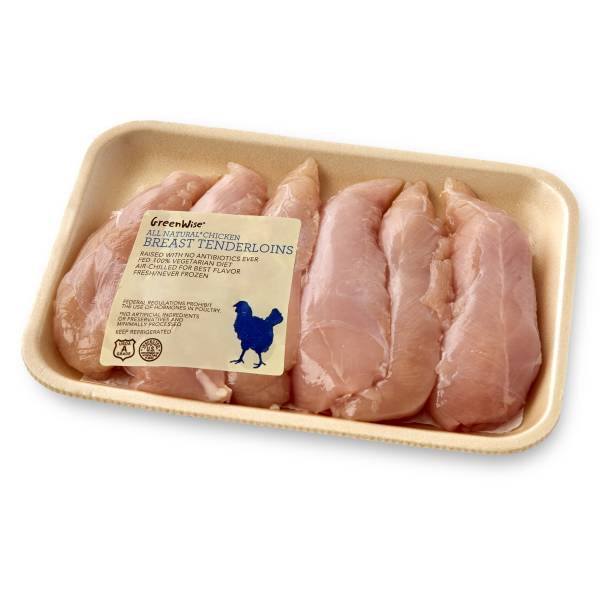 GreenWise®
ALL NATURAL* CHICKEN
BREAST TENDERLOINS
RAISED WITH NO ANTIBIOTICS EVER
FED 100% VEGETARIAN DIET
AIR-CHILLED FOR BEST FLAVOR
FRESH/NEVER FROZEN
FEDERAL REGULATIONS PROHIBIT
THE USE OF HORMONES IN POULTRY.
*NO ARTIFICIAL INGREDIENTS
OR PRESERVATIVES AND
MINIMALLY PROCESSED
KEEP REFRIGERATED
USDA
A
GRADE
U.S.